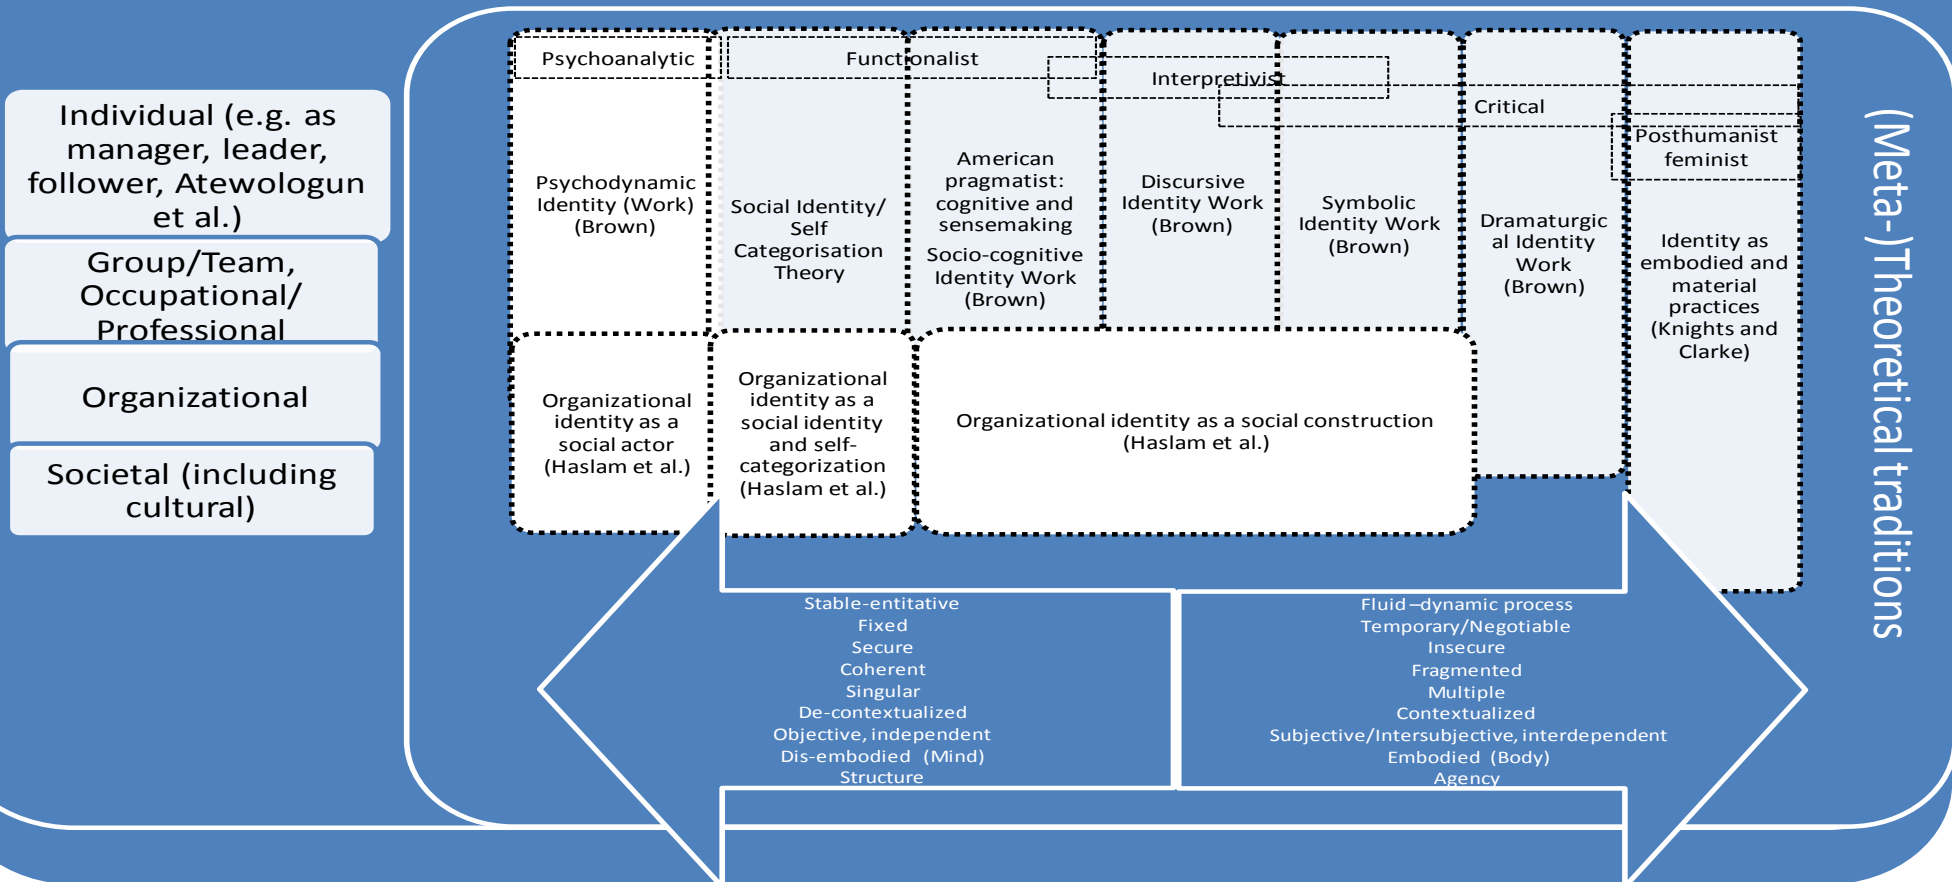 Individual (e.g. as
manager, leader,
follower, Atewologun
et al.)
Group/Team,
Occupational/
Professional
Organizational
Societal (including
cultural)
Psychoanalytic
Functionalist
Interpretivist
Critical
Posthumanist
feminist
Psychodynamic
Identity (Work)
(Brown)
Social Identity/
Self
Categorisation
Theory
American
pragmatist:
cognitive and
sensemaking
Socio-cognitive
Identity Work
(Brown)
Discursive
Identity Work
(Brown)
Symbolic
Identity Work
(Brown)
Dramaturgic
al Identity
Work
(Brown)
Identity as
embodied and
material
practices
(Knights and
Clarke)
Organizational
identity as a
social actor
(Haslam et al.)
Organizational
identity as a
social identity
and self-
categorization
(Haslam et al.)
Organizational identity as a social construction
(Haslam et al.)
Stable-entitative
Fixed
Secure
Coherent
Singular
De-contextualized
Objective, independent
Dis-embodied (Mind)
Structure
Fluid–dynamic process
Temporary/Negotiable
Insecure
Fragmented
Multiple
Contextualized
Subjective/Intersubjective, interdependent
Embodied (Body)
Agency
(Meta-)Theoretical traditions